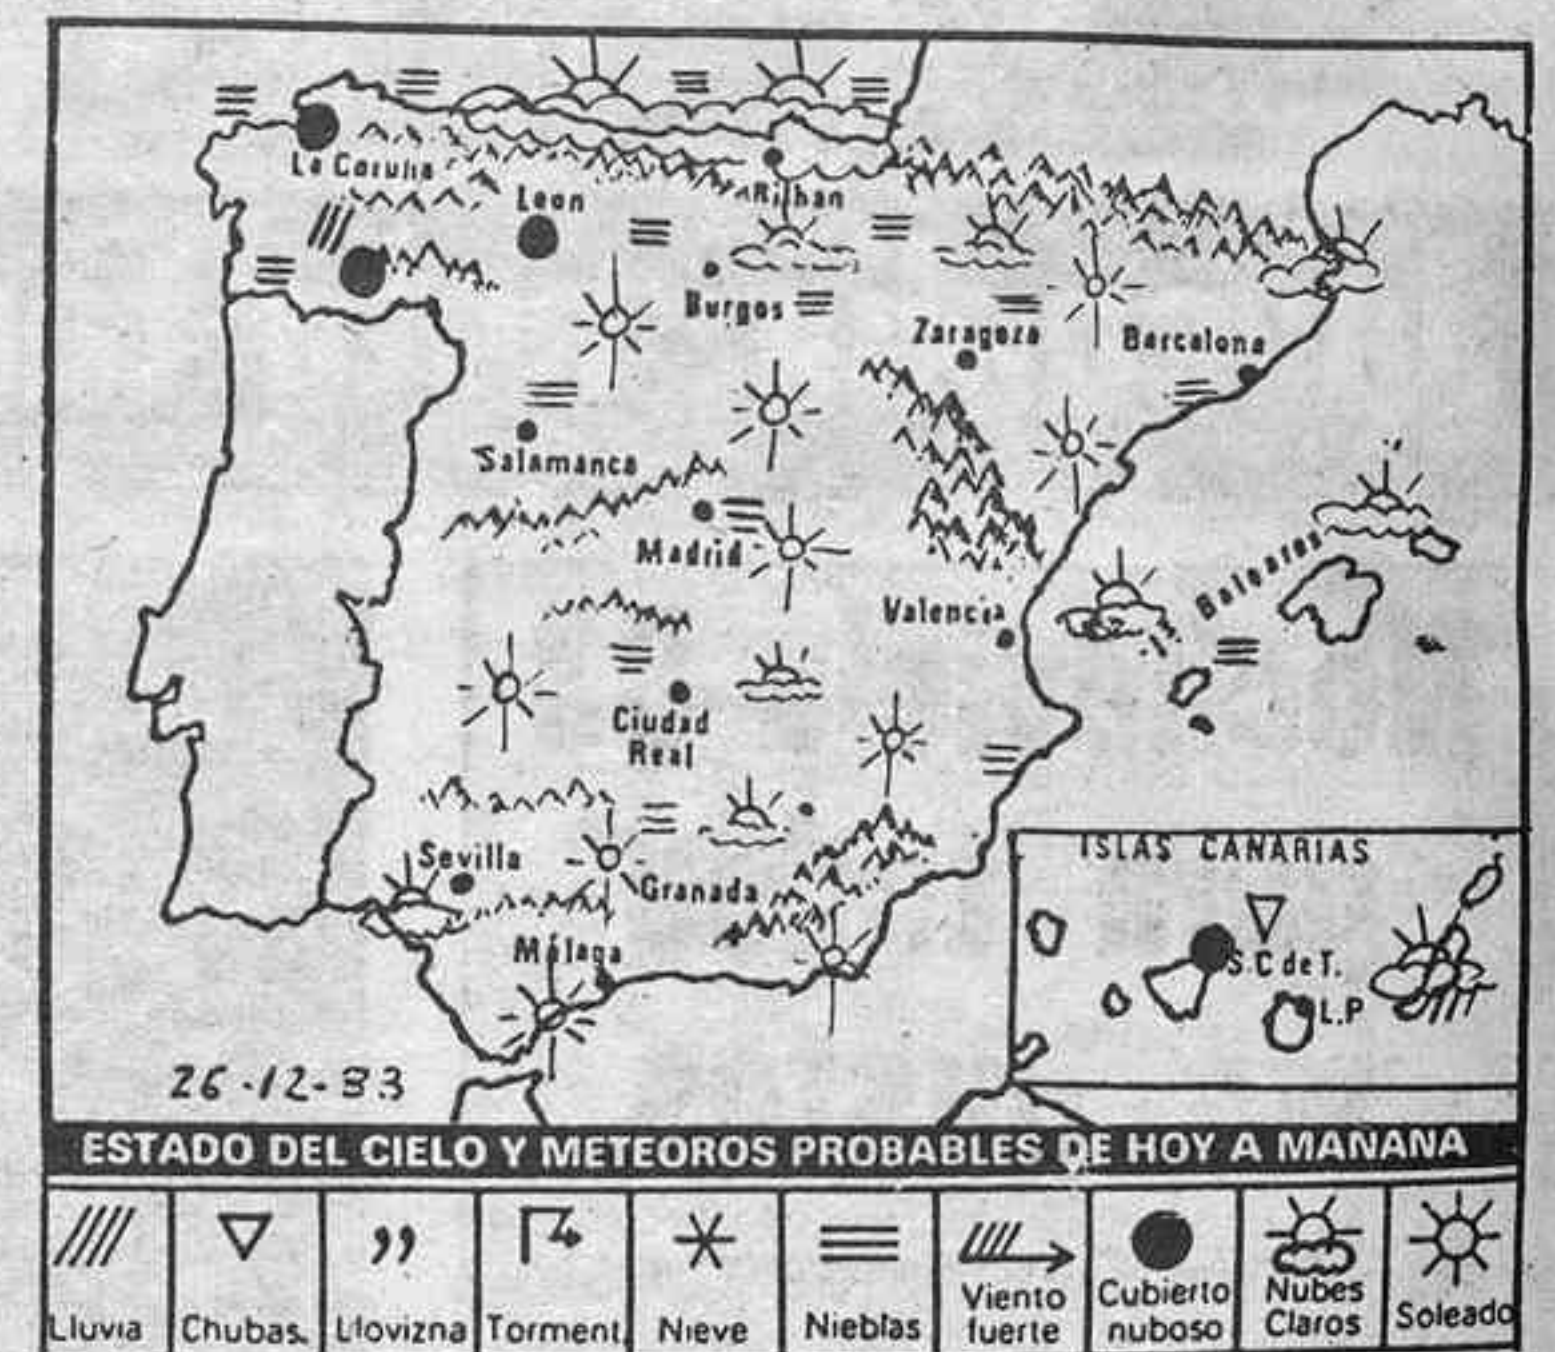 La Coruña
Leon
Bilbao
Burgos
Zaragoza
Barcelona
Salamanca
Madrid
Valencia
Baleares
Ciudad
Real
Sevilla
Granada
Málaga
ISLAS CANARIAS
S.C de T.
L.P
26-12-83
ESTADO DEL CIELO Y METEOROS PROBABLES DE HOY A MAÑANA
Lluvia
Chubas.
Llovizna
Torment.
Nieve
Nieblas
Viento
fuerte
Cubierto
nuboso
Nubes
Claros
Soleado